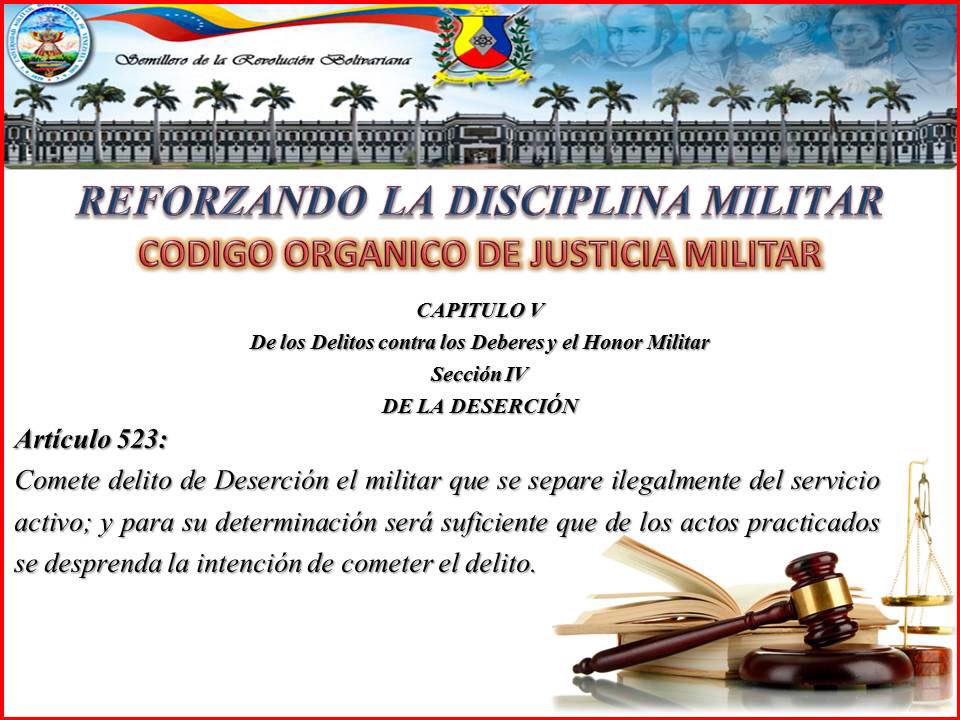 Semillero de la Revolución Bolivariana
REFORZANDO LA DISCIPLINA MILITAR
CODIGO ORGANICO DE JUSTICIA MILITAR
CAPITULO V
De los Delitos contra los Deberes y el Honor Militar
Sección IV
DE LA DESERCIÓN
Artículo 523:
Comete delito de Deserción el militar que se separe ilegalmente del servicio
activo; y para su determinación será suficiente que de los actos practicados
se desprenda la intención de cometer el delito.